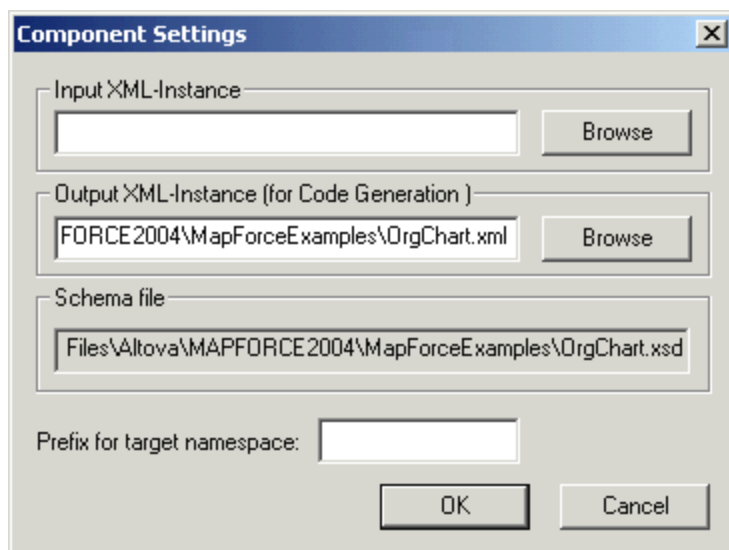 Component Settings
Input XML-Instance
Browse
Output XML-Instance (for Code Generation )
FORCE2004\MapForceExamples\OrgChart.xml
Browse
Schema file
Files\Altova\MAPFORCE2004\MapForceExamples\OrgChart.xsd
Prefix for target namespace:
OK
Cancel